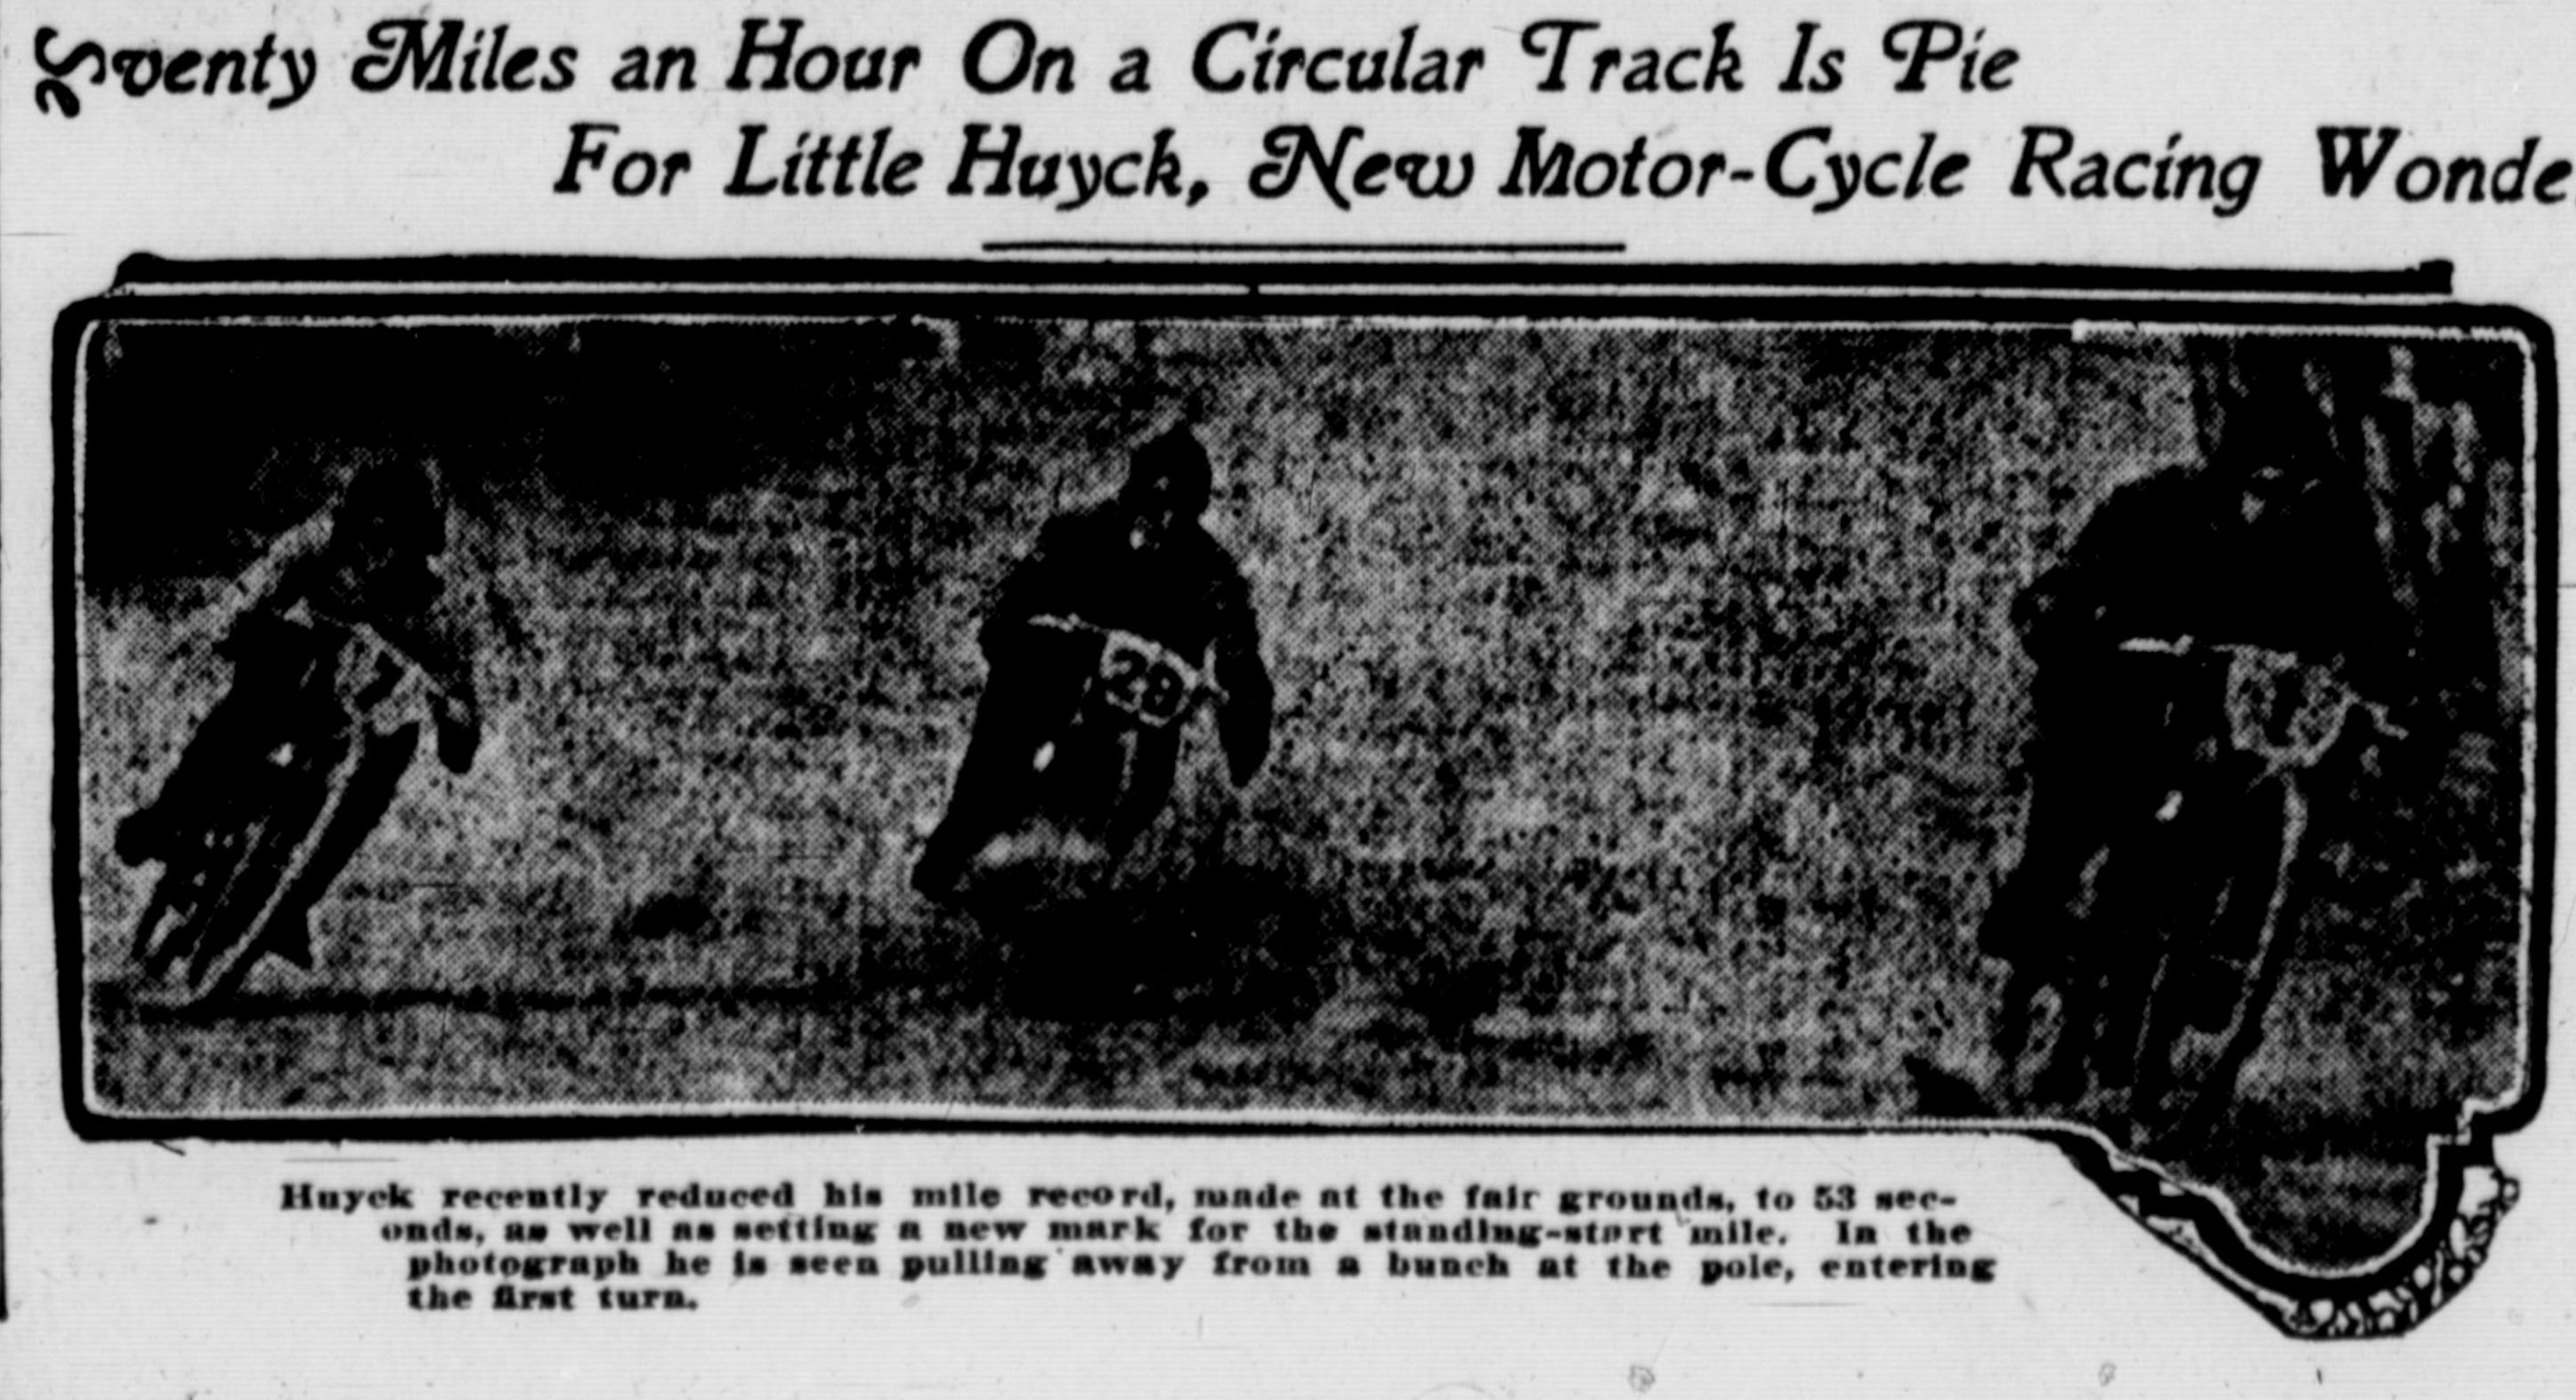 Seventy Miles an Hour On a Circular Track Is Pie
For Little Huyck, New Motor-Cycle Racing Wonde
29
Huyck recently reduced his mile record, made at the fair grounds, to 53 sec-
onds, as well as setting a new mark for the standing-start mile. In the
photograph he is seen pulling away from a bunch at the pole, entering
the first turn.